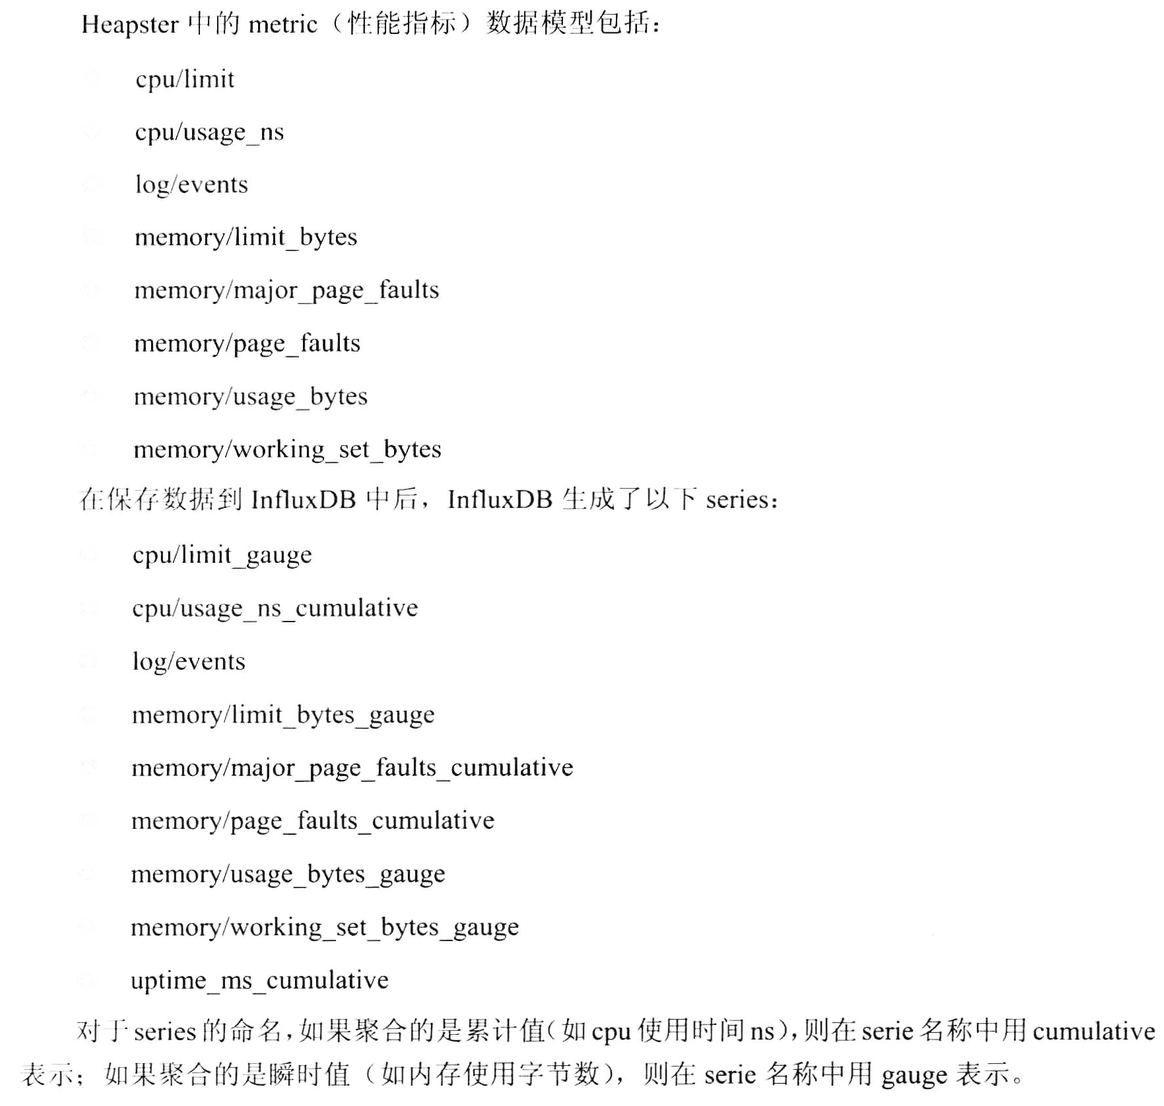 Heapster 中的 metric（性能指标）数据模型包括：
cpu/limit
cpu/usage_ns
log/events
memory/limit_bytes
memory/major_page_faults
memory/page_faults
memory/usage_bytes
memory/working_set_bytes
在保存数据到 InfluxDB 中后，InfluxDB 生成了以下 series：
cpu/limit_gauge
cpu/usage_ns_cumulative
log/events
memory/limit_bytes_gauge
memory/major_page_faults_cumulative
memory/page_faults_cumulative
memory/usage_bytes_gauge
memory/working_set_bytes_gauge
uptime_ms_cumulative
对于 series 的命名，如果聚合的是累计值（如 cpu 使用时间 ns），则在 serie 名称中用 cumulative
表示；如果聚合的是瞬时值（如内存使用字节数），则在 serie 名称中用 gauge 表示。